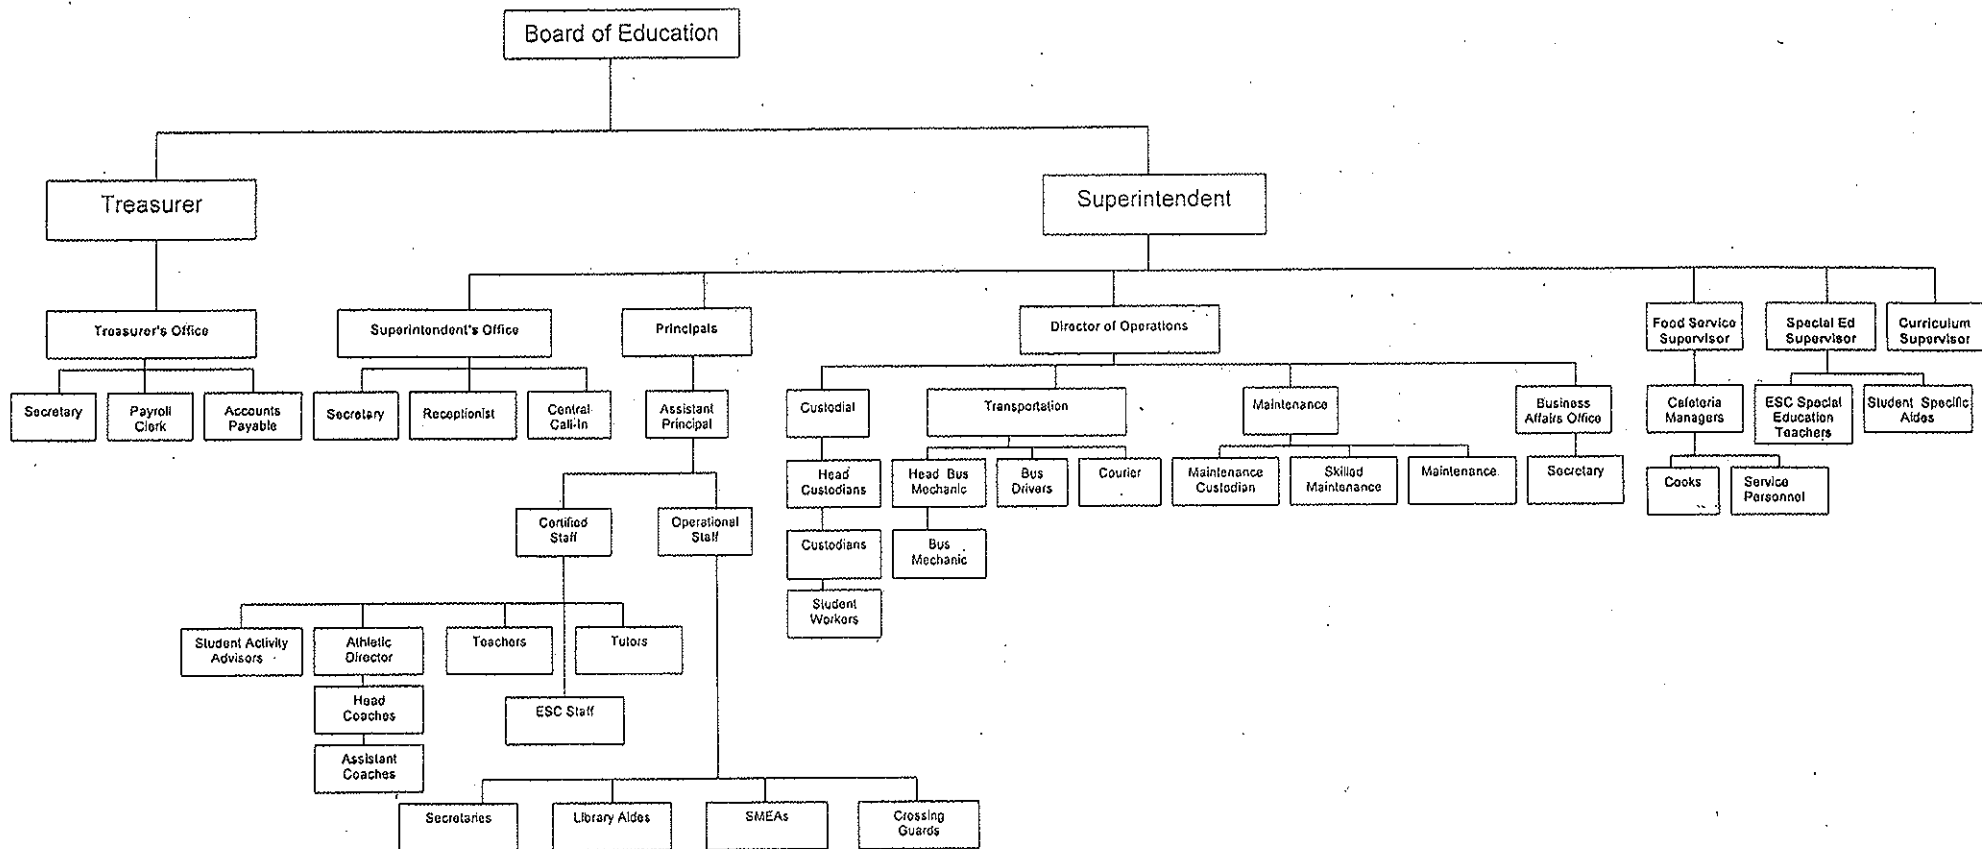 Board of Education
Treasurer
Superintendent
Treasurer's Office
Superintendent's Office
Principals
Director of Operations
Food Service
Supervisor
Special Ed
Supervisor
Curriculum
Supervisor
Secretary
Payroll
Clerk
Accounts
Payable
Secretary
Receptionist
Central
Call-In
Assistant
Principal
Custodial
Transportation
Maintenance
Business
Affairs Office
Cafeteria
Managers
ESC Special
Education
Teachers
Student Specific
Aides
Head
Custodians
Head Bus
Mechanic
Bus
Drivers
Courier
Maintenance
Custodian
Skilled
Maintenance
Maintenance
Secretary
Cooks
Service
Personnel
Certified
Staff
Operational
Staff
Custodians
Bus
Mechanic
Student
Workers
Student Activity
Advisors
Athletic
Director
Teachers
Tutors
Head
Coaches
ESC Staff
Assistant
Coaches
Secretaries
Library Aides
SMEAs
Crossing
Guards